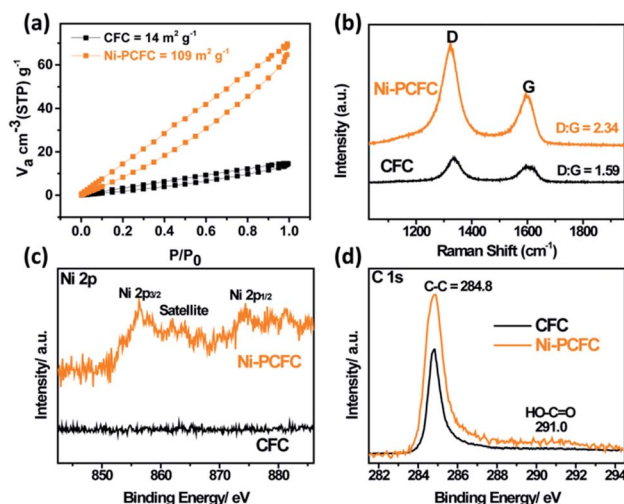 (a)
CFC = 14 m² g⁻¹
Ni-PCFC = 109 m² g⁻¹
Vₐ cm⁻³(STP) g⁻¹
80
60
40
20
0
0.0 0.2 0.4 0.6 0.8 1.0
P/P₀
(b)
D
G
Ni-PCFC
D:G = 2.34
CFC
D:G = 1.59
Intensity (a.u.)
1200 1400 1600 1800
Raman Shift (cm⁻¹)
(c)
Ni 2p
Ni 2p₃/₂
Satellite
Ni 2p₁/₂
Ni-PCFC
CFC
Intensity/ a.u.
850 860 870 880
Binding Energy/ eV
(d)
C 1s
C-C = 284.8
CFC
Ni-PCFC
HO-C=O
291.0
Intensity/ a.u.
282 284 286 288 290 292 294
Binding Energy/ eV